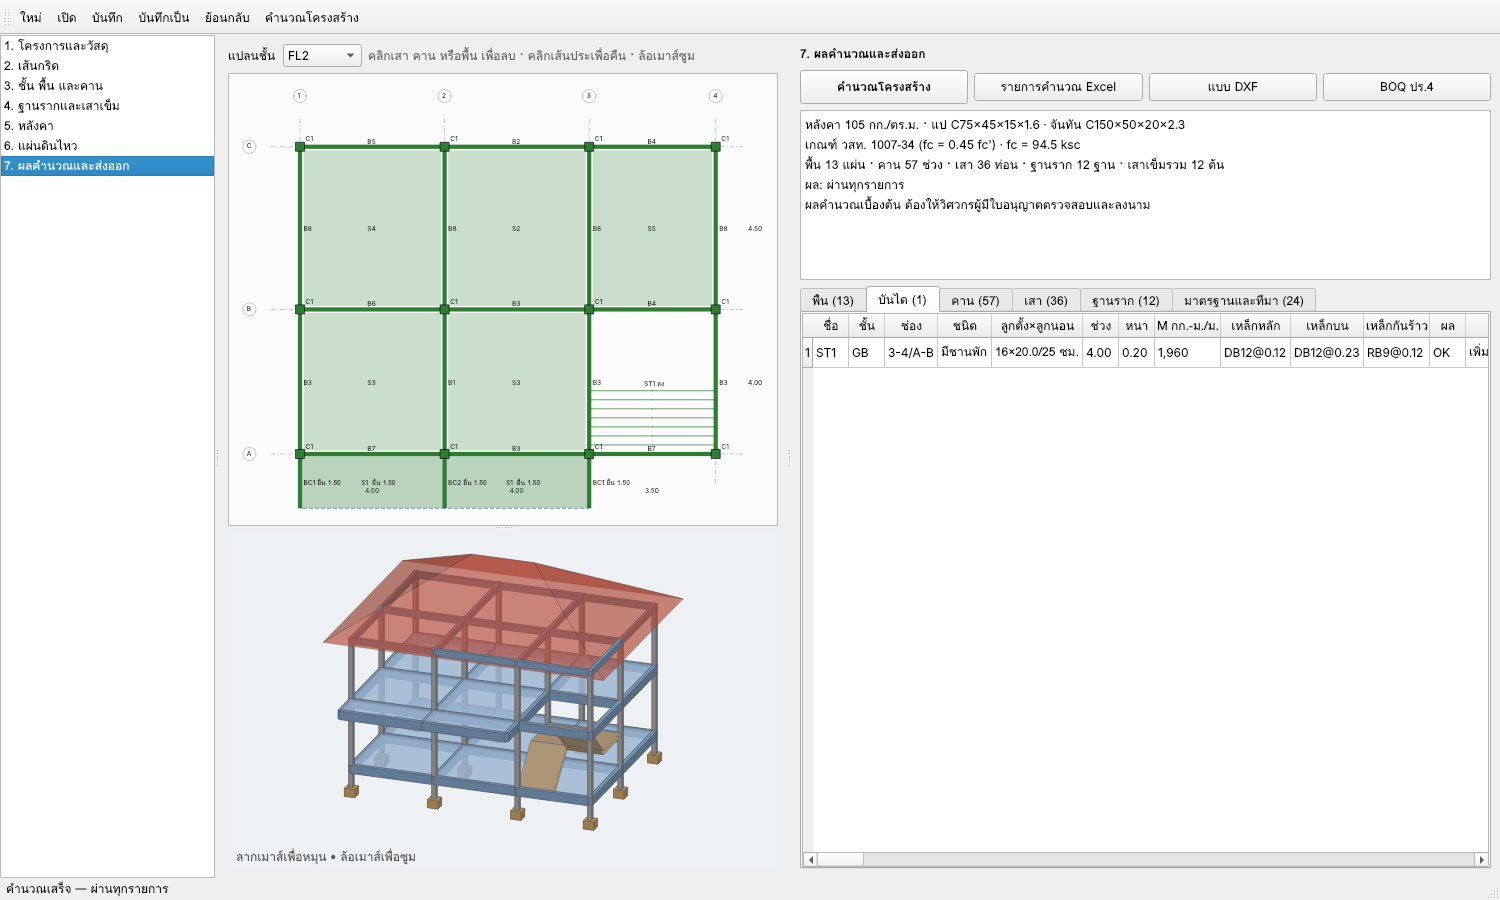 ใหม่ เปิด บันทึก บันทึกเป็น ย้อนกลับ คำนวณโครงสร้าง
1. โครงการและวัสดุ
2. เส้นกริด
3. ชั้น พื้น และคาน
4. ฐานรากและเสาเข็ม
5. หลังคา
6. แผ่นดินไหว
7. ผลคำนวณและส่งออก
แปลนชั้น FL2 คลิกเสา คาน หรือพื้น เพื่อลบ · คลิกเส้นประเพื่อคืน · ล้อเมาส์ซูม
1 2 3 4
C1 B5 C1 B2 C1 B4 C1
C
B8 S4 B8 S2 B8 S5 B8 4.50
C1 B6 C1 B3 C1 B4 C1
B
B3 S3 B1 S3 B3 ST1 ลง B3 4.00
C1 B7 C1 B3 C1 B7 C1
A
BC1 ยื่น 1.50 S1 ยื่น 1.50 BC2 ยื่น 1.50 S1 ยื่น 1.50 BC1 ยื่น 1.50
4.00 4.00 3.50
ลากเมาส์เพื่อหมุน • ล้อเมาส์เพื่อซูม
7. ผลคำนวณและส่งออก
คำนวณโครงสร้าง รายการคำนวณ Excel แบบ DXF BOQ ปร.4
หลังคา 105 กก./ตร.ม. · แป C75×45×15×1.6 · จันทัน C150×50×20×2.3
เกณฑ์ วสท. 1007-34 (fc = 0.45 fc') · fc = 94.5 ksc
พื้น 13 แผ่น · คาน 57 ช่วง · เสา 36 ท่อน · ฐานราก 12 ฐาน · เสาเข็มรวม 12 ต้น
ผล: ผ่านทุกรายการ
ผลคำนวณเบื้องต้น ต้องให้วิศวกรผู้มีใบอนุญาตตรวจสอบและลงนาม
พื้น (13) บันได (1) คาน (57) เสา (36) ฐานราก (12) มาตรฐานและที่มา (24)
ชื่อ ชั้น ช่อง ชนิด ลูกตั้ง×ลูกนอน ช่วง หนา M กก.-ม./ม. เหล็กหลัก เหล็กบน เหล็กกันร้าว ผล
1 ST1 GB 3-4/A-B มีชานพัก 16×20.0/25 ซม. 4.00 0.20 1,960 DB12@0.12 DB12@0.23 RB9@0.12 OK เพิ่ม
คำนวณเสร็จ — ผ่านทุกรายการ